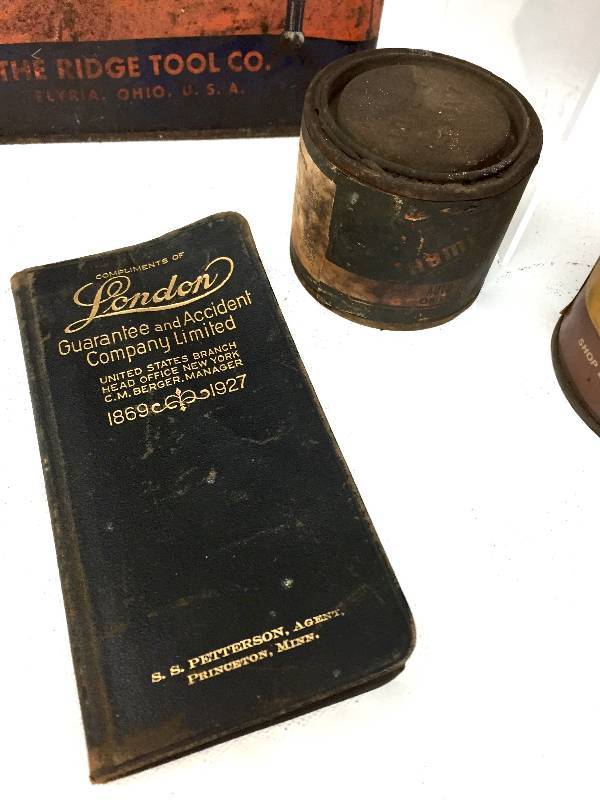 THE RIDGE TOOL CO.
ELYRIA, OHIO, U. S. A.
COMPLIMENTS OF
London
Guarantee and Accident
Company Limited
UNITED STATES BRANCH
HEAD OFFICE NEW YORK
C. M. BERGER, MANAGER
1869 1927
S. S. PETTERSON, AGENT,
PRINCETON, MINN.
SHOP